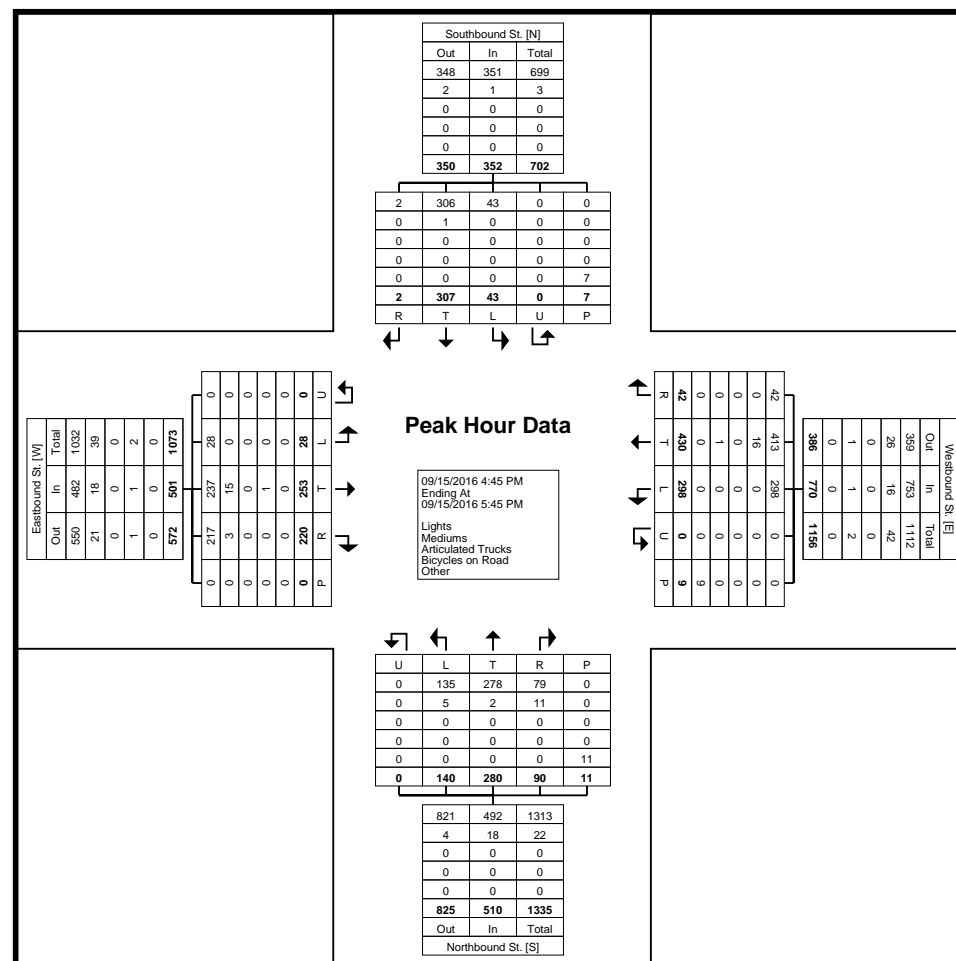 Southbound St. [N]
Out In Total
348 351 699
2 1 3
0 0 0
0 0 0
0 0 0
350 352 702
2 306 43 0 0
0 1 0 0 0
0 0 0 0 0
0 0 0 0 0
0 0 0 0 7
2 307 43 0 7
R T L U P
Eastbound St. [W]
Total In Out
1032 482 550
39 18 21
0 0 0
2 1 1
0 0 0
1073 501 572
0 28 237 217 0
0 0 15 3 0
0 0 0 0 0
0 0 1 0 0
0 0 0 0 0
0 28 253 220 0
U L T R P
Peak Hour Data
09/15/2016 4:45 PM
Ending At
09/15/2016 5:45 PM
Lights
Mediums
Articulated Trucks
Bicycles on Road
Other
Westbound St. [E]
Out In Total
359 753 1112
26 16 42
0 0 0
1 1 2
0 0 0
386 770 1156
42 413 298 0 0
0 16 0 0 0
0 0 0 0 0
0 1 0 0 0
0 0 0 0 9
42 430 298 0 9
R T L U P
U L T R P
0 135 278 79 0
0 5 2 11 0
0 0 0 0 0
0 0 0 0 0
0 0 0 0 11
0 140 280 90 11
821 492 1313
4 18 22
0 0 0
0 0 0
0 0 0
825 510 1335
Out In Total
Northbound St. [S]